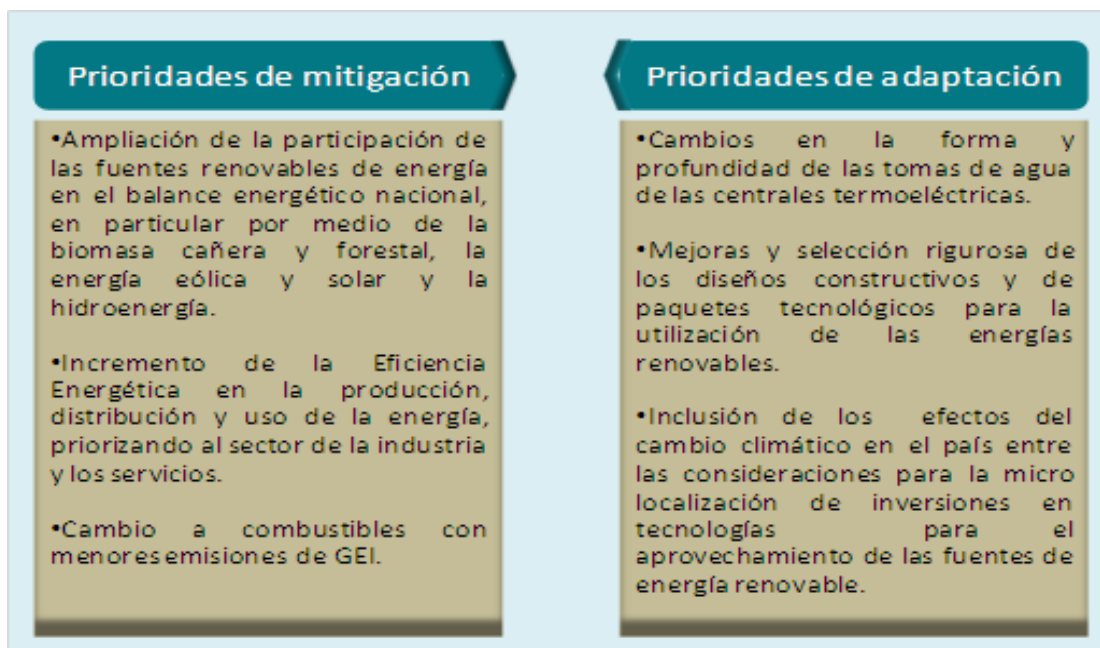 Prioridades de mitigación
•Ampliación de la participación de
las fuentes renovables de energía
en el balance energético nacional,
en particular por medio de la
biomasa cañera y forestal, la
energía eólica y solar y la
hidroenergía.
•Incremento de la Eficiencia
Energética en la producción,
distribución y uso de la energía,
priorizando al sector de la industria
y los servicios.
•Cambio a combustibles con
menores emisiones de GEI.
Prioridades de adaptación
•Cambios en la forma y
profundidad de las tomas de agua
de las centrales termoeléctricas.
•Mejoras y selección rigurosa de
los diseños constructivos y de
paquetes tecnológicos para la
utilización de las energías
renovables.
•Inclusión de los efectos del
cambio climático en el país entre
las consideraciones para la micro
localización de inversiones en
tecnologías para el
aprovechamiento de las fuentes de
energía renovable.